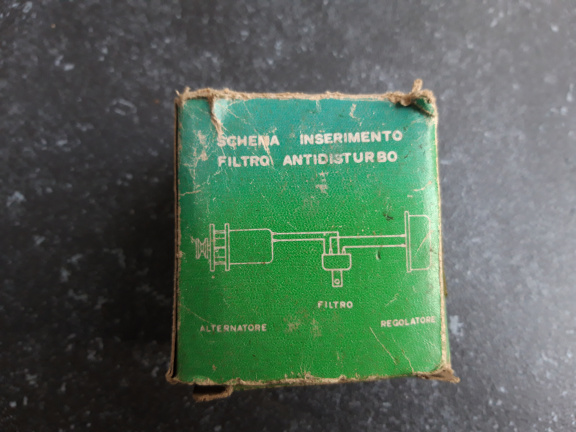 SCHEMA INSERIMENTO
FILTRO ANTIDISTURBO
FILTRO
ALTERNATORE
REGOLATORE